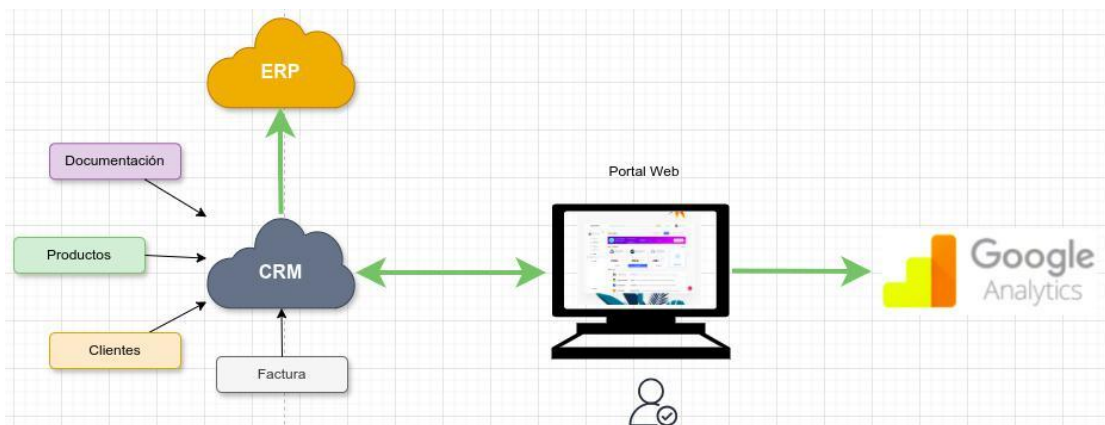 ERP
Documentación
Portal Web
Productos
CRM
Google
Analytics
Clientes
Factura